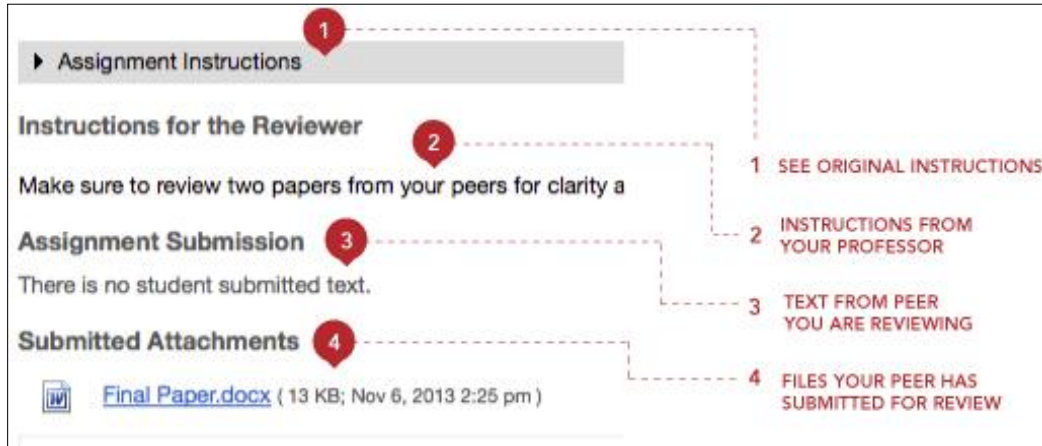 1
Assignment Instructions
Instructions for the Reviewer
2
Make sure to review two papers from your peers for clarity a
Assignment Submission 3
There is no student submitted text.
Submitted Attachments 4
Final Paper.docx ( 13 KB; Nov 6, 2013 2:25 pm )
1 SEE ORIGINAL INSTRUCTIONS
2 INSTRUCTIONS FROM
YOUR PROFESSOR
3 TEXT FROM PEER
YOU ARE REVIEWING
4 FILES YOUR PEER HAS
SUBMITTED FOR REVIEW